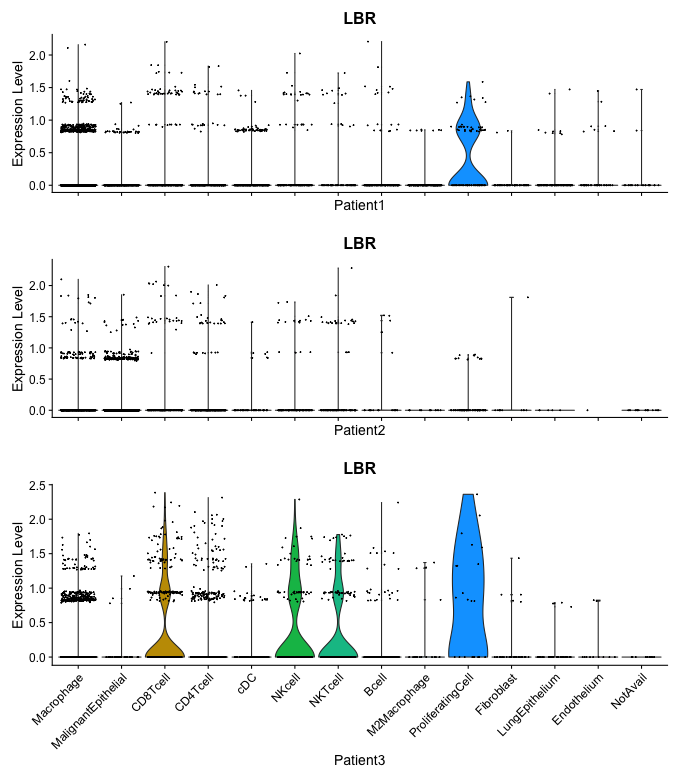 LBR
Expression Level
2.0
1.5
1.0
0.5
0.0
Patient1
LBR
Expression Level
2.0
1.5
1.0
0.5
0.0
Patient2
LBR
Expression Level
2.5
2.0
1.5
1.0
0.5
0.0
Macrophage
MalignantEpithelial
CD8Tcell
CD4Tcell
cDC
NKcell
NKTcell
Bcell
M2Macrophage
ProliferatingCell
Fibroblast
LungEpithelium
Endothelium
NotAvail
Patient3